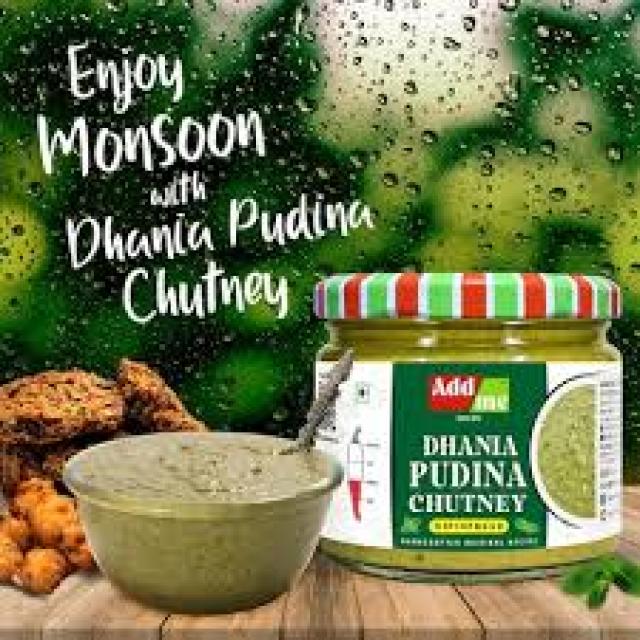 Enjoy
Monsoon
with
Dhania Pudina
Chutney
Add
me
DHANIA
PUDINA
CHUTNEY